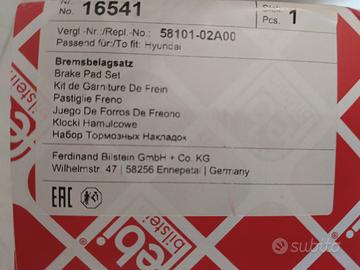 No. 16541
Pcs. 1
Vergl.-Nr./Repl.-No.: 58101-02A00
Passend für:/To fit: Hyundai
Bremsbelagsatz
Brake Pad Set
Kit de Garniture De Frein
Pastiglie Freno
Juego De Forros De Freono
Klocki Hamulcowe
Набор Тормозных Накладок
Ferdinand Bilstein GmbH + Co. KG
Wilhelmstr. 47 | 58256 Ennepetal | Germany
EAC
febi
bilstein
subito